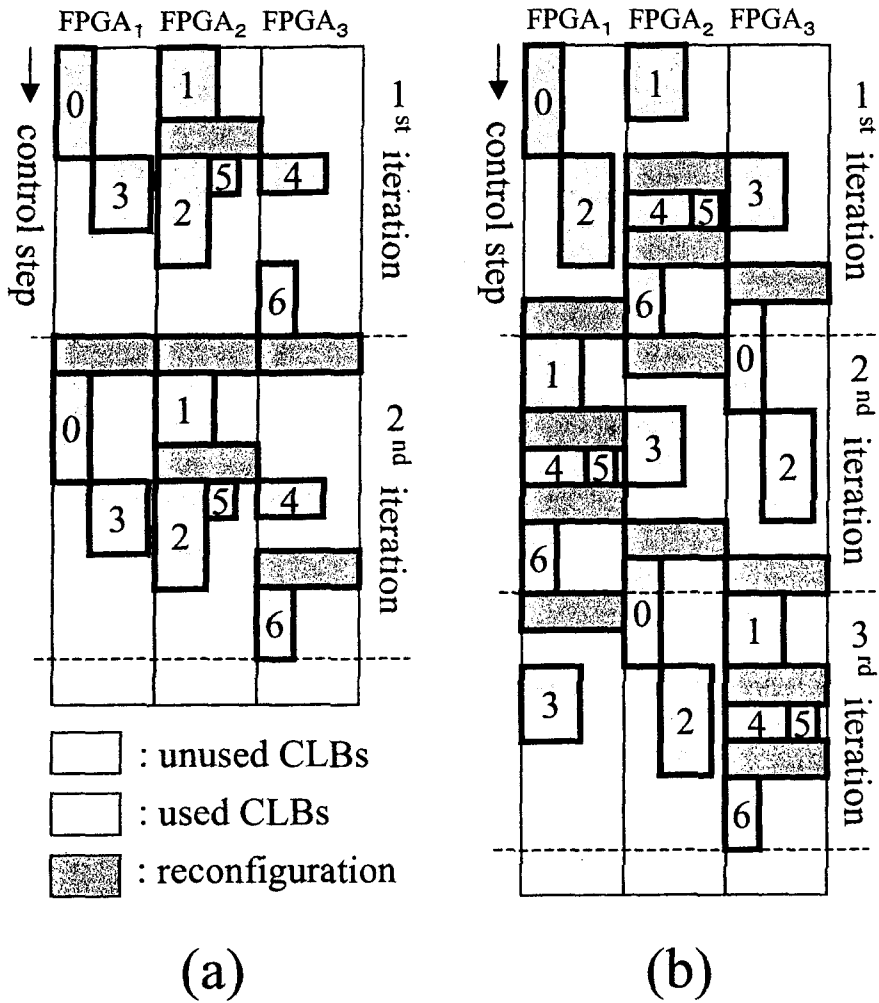 FPGA1 FPGA2 FPGA3
control step
0
1
3
2
5
4
6
1st iteration
0
1
3
2
5
4
6
2nd iteration
: unused CLBs
: used CLBs
: reconfiguration
(a)
FPGA1 FPGA2 FPGA3
control step
0
1
2
4
5
3
6
1st iteration
1
0
4
5
3
2
6
2nd iteration
0
1
3
2
4
5
6
3rd iteration
(b)